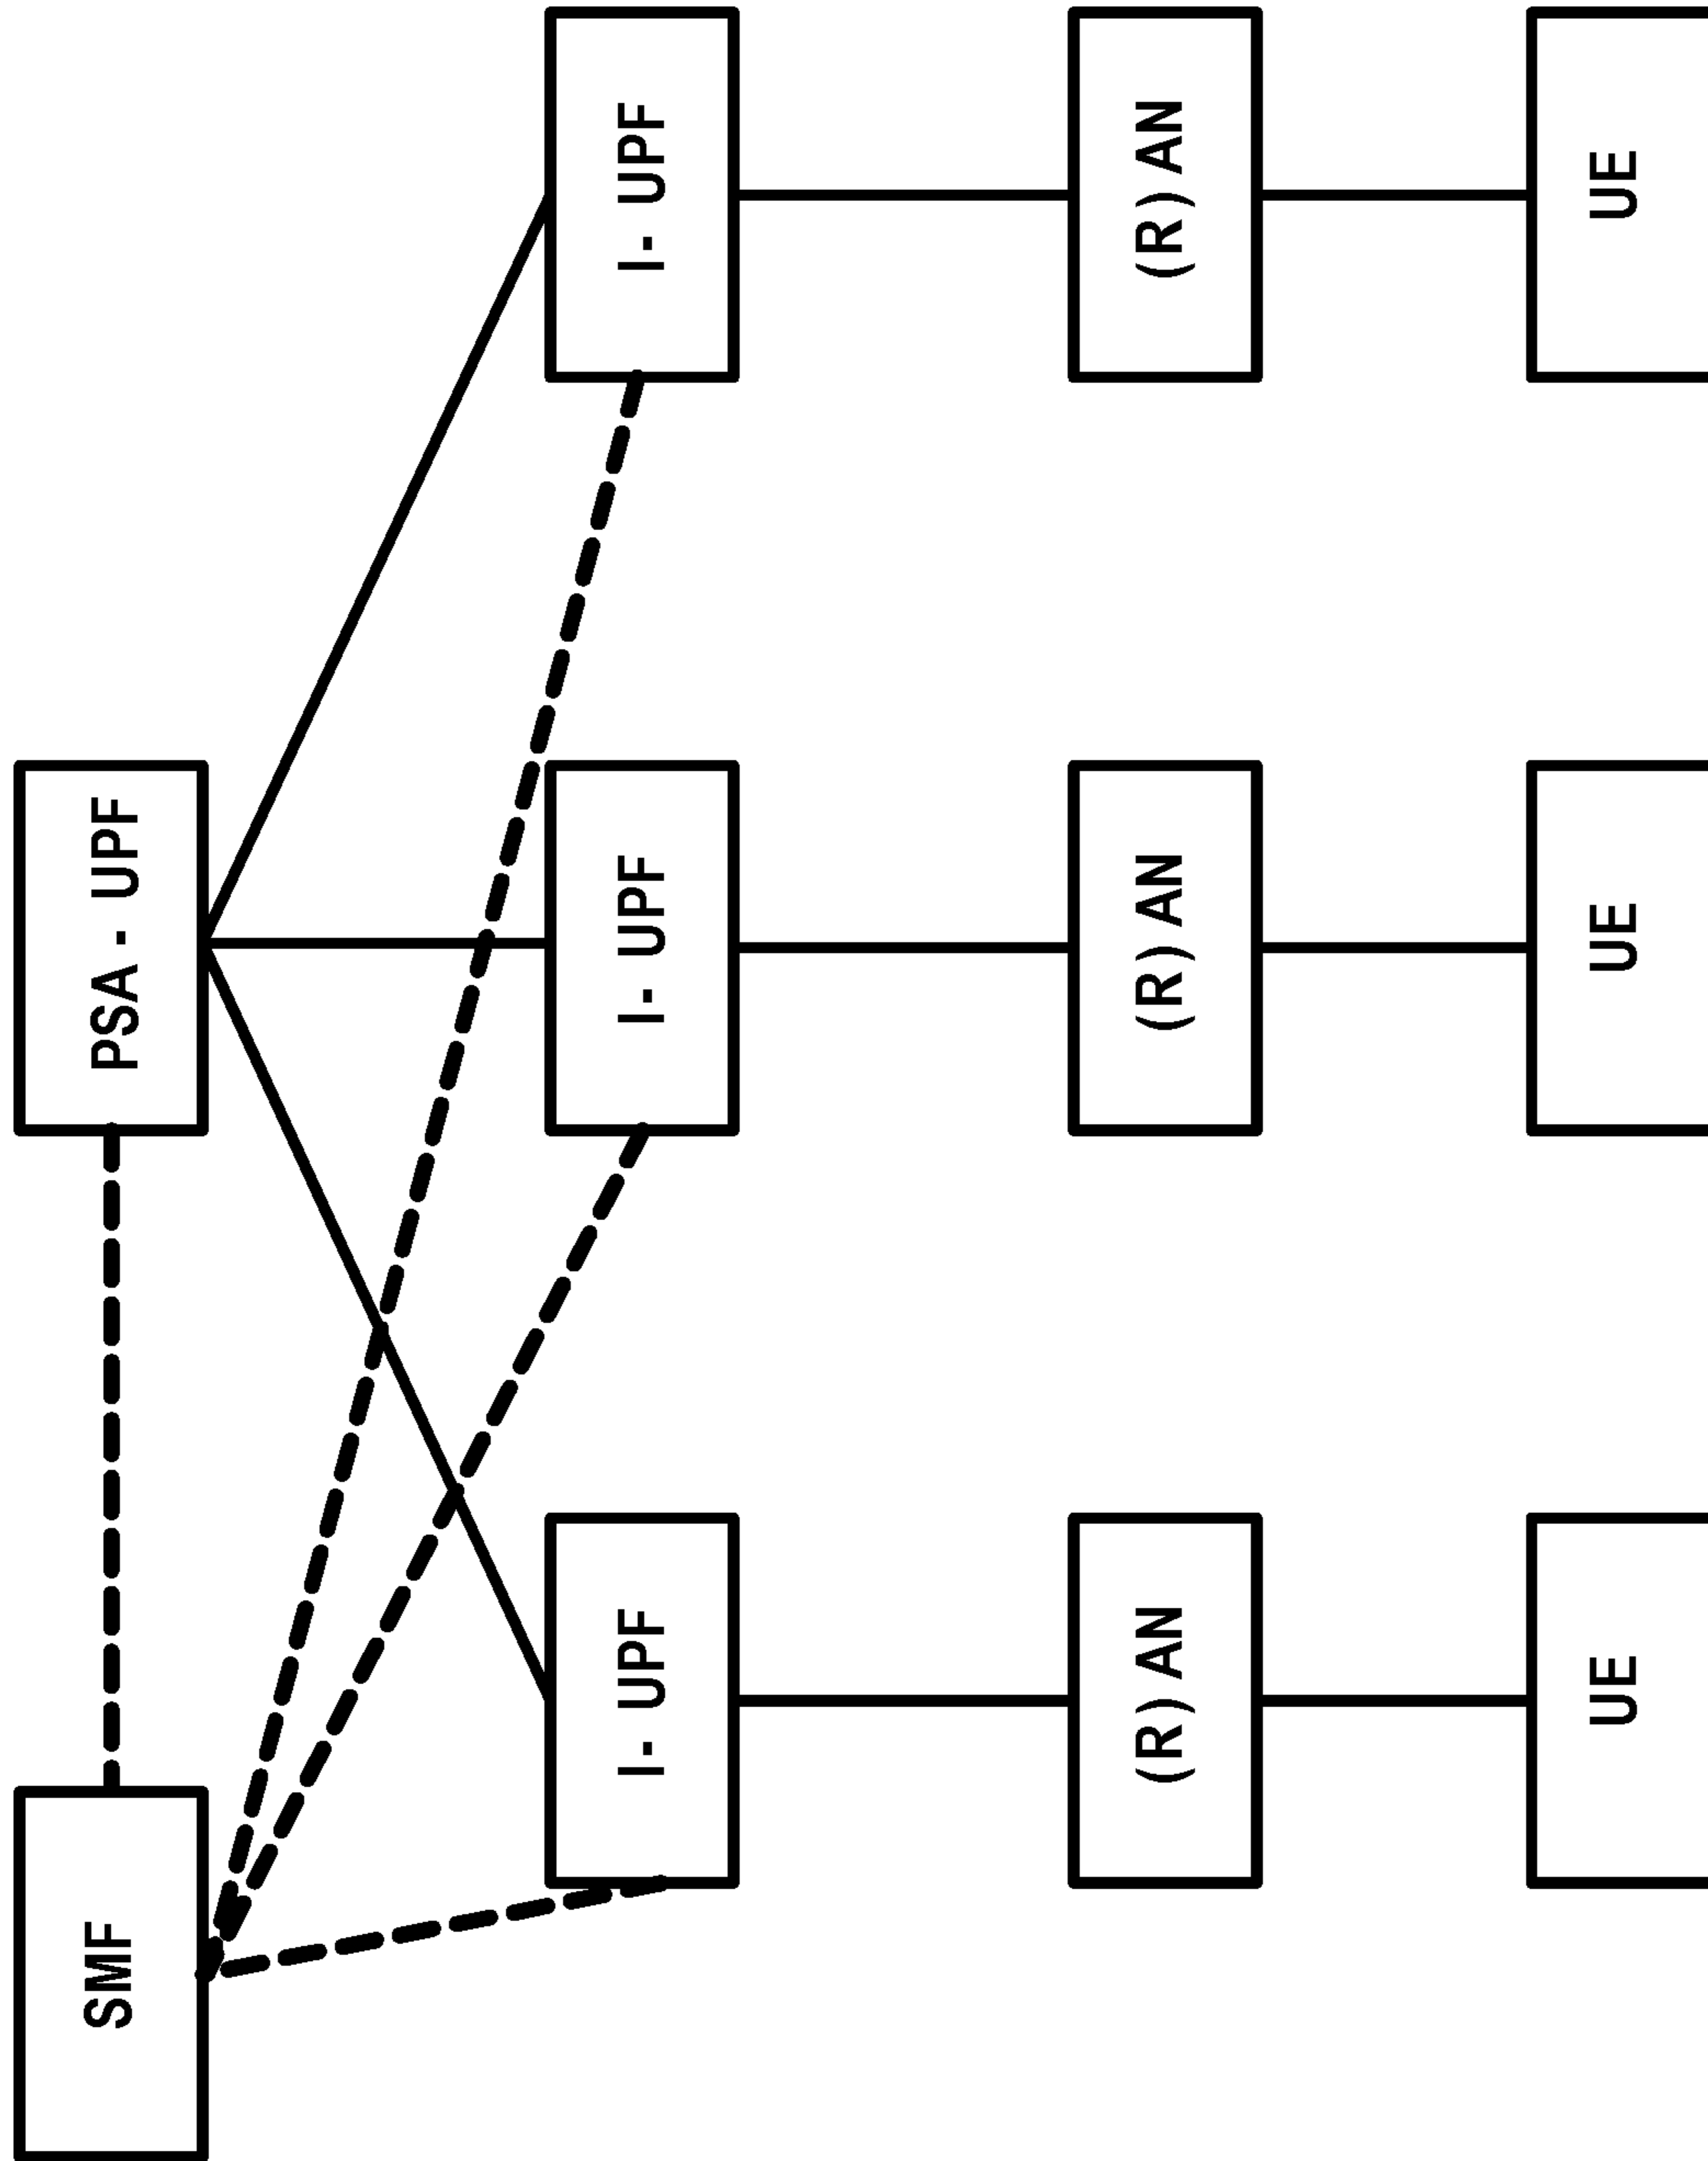 SMF
PSA - UPF
I- UPF
I- UPF
I- UPF
(R) AN
(R) AN
(R) AN
UE
UE
UE